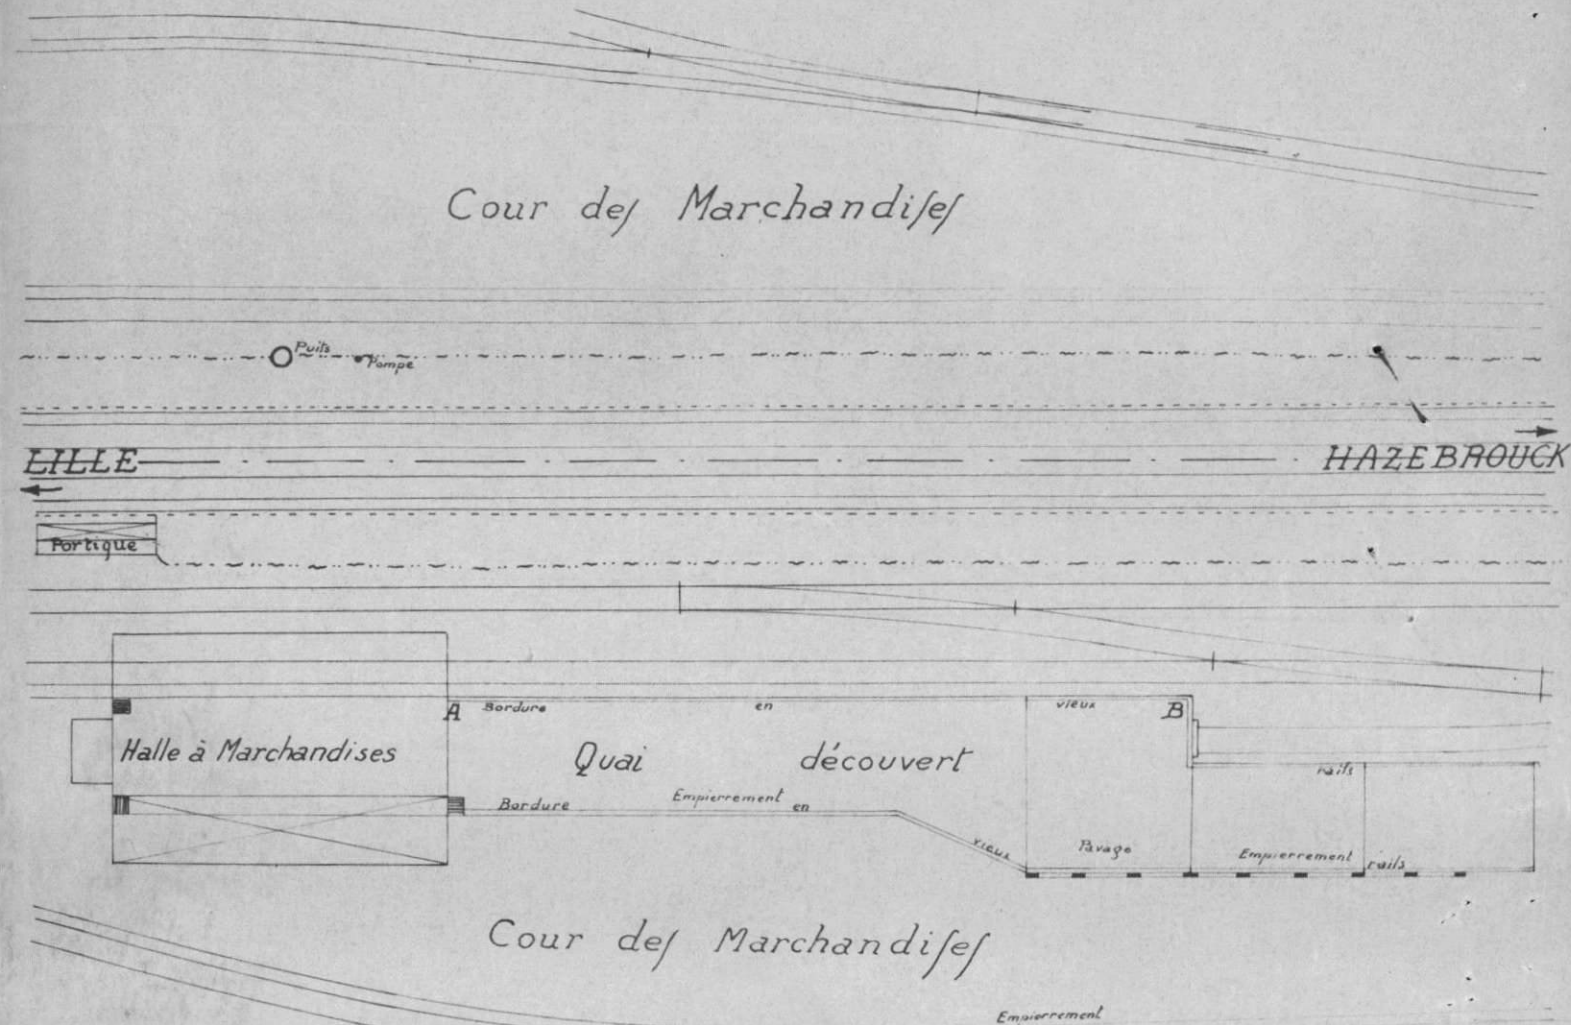 Cour des Marchandises
Puits
Pompe
LILLE
HAZEBROUCK
Portique
A Bordure en vieux B
Halle à Marchandises
Quai découvert
rails
Bordure Empierrement en
vieux
Pavage
Empierrement
rails
Cour des Marchandises
Empierrement